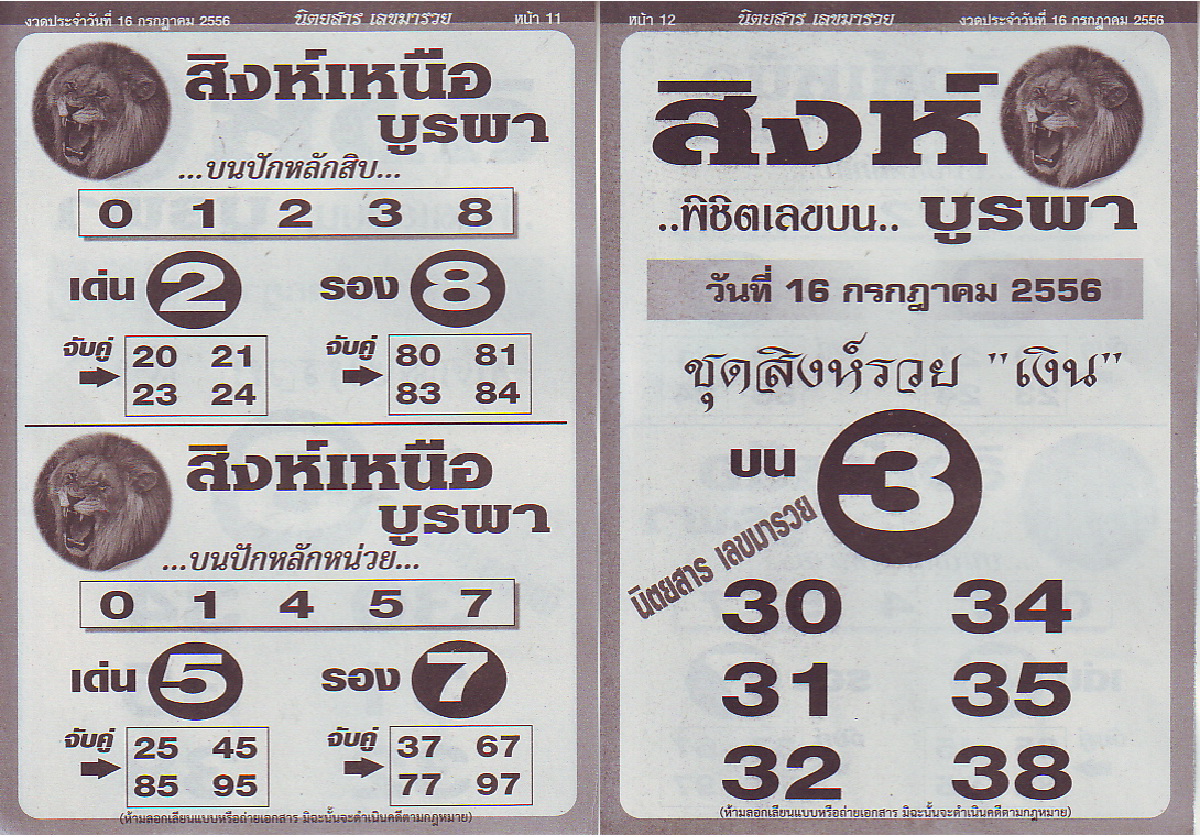 งวดประจำวันที่ 16 กรกฎาคม 2556 นิตยสาร เลขมารวย หน้า 11
สิงห์เหนือ
บูรพา
...บนปักหลักสิบ...
0 1 2 3 8
เด่น 2 รอง 8
จับคู่ 20 21 จับคู่ 80 81
23 24 83 84
สิงห์เหนือ
บูรพา
...บนปักหลักหน่วย...
0 1 4 5 7
เด่น 5 รอง 7
จับคู่ 25 45 จับคู่ 37 67
85 95 77 97
(ห้ามลอกเลียนแบบหรือถ่ายเอกสาร มิฉะนั้นจะดำเนินคดีตามกฎหมาย)
หน้า 12 นิตยสาร เลขมารวย งวดประจำวันที่ 16 กรกฎาคม 2556
สิงห์
..พิชิตเลขบน.. บูรพา
วันที่ 16 กรกฎาคม 2556
ชุดสิงห์รวย "เงิน"
บน 3
นิตยสาร เลขมารวย
30 34
31 35
32 38
(ห้ามลอกเลียนแบบหรือถ่ายเอกสาร มิฉะนั้นจะดำเนินคดีตามกฎหมาย)